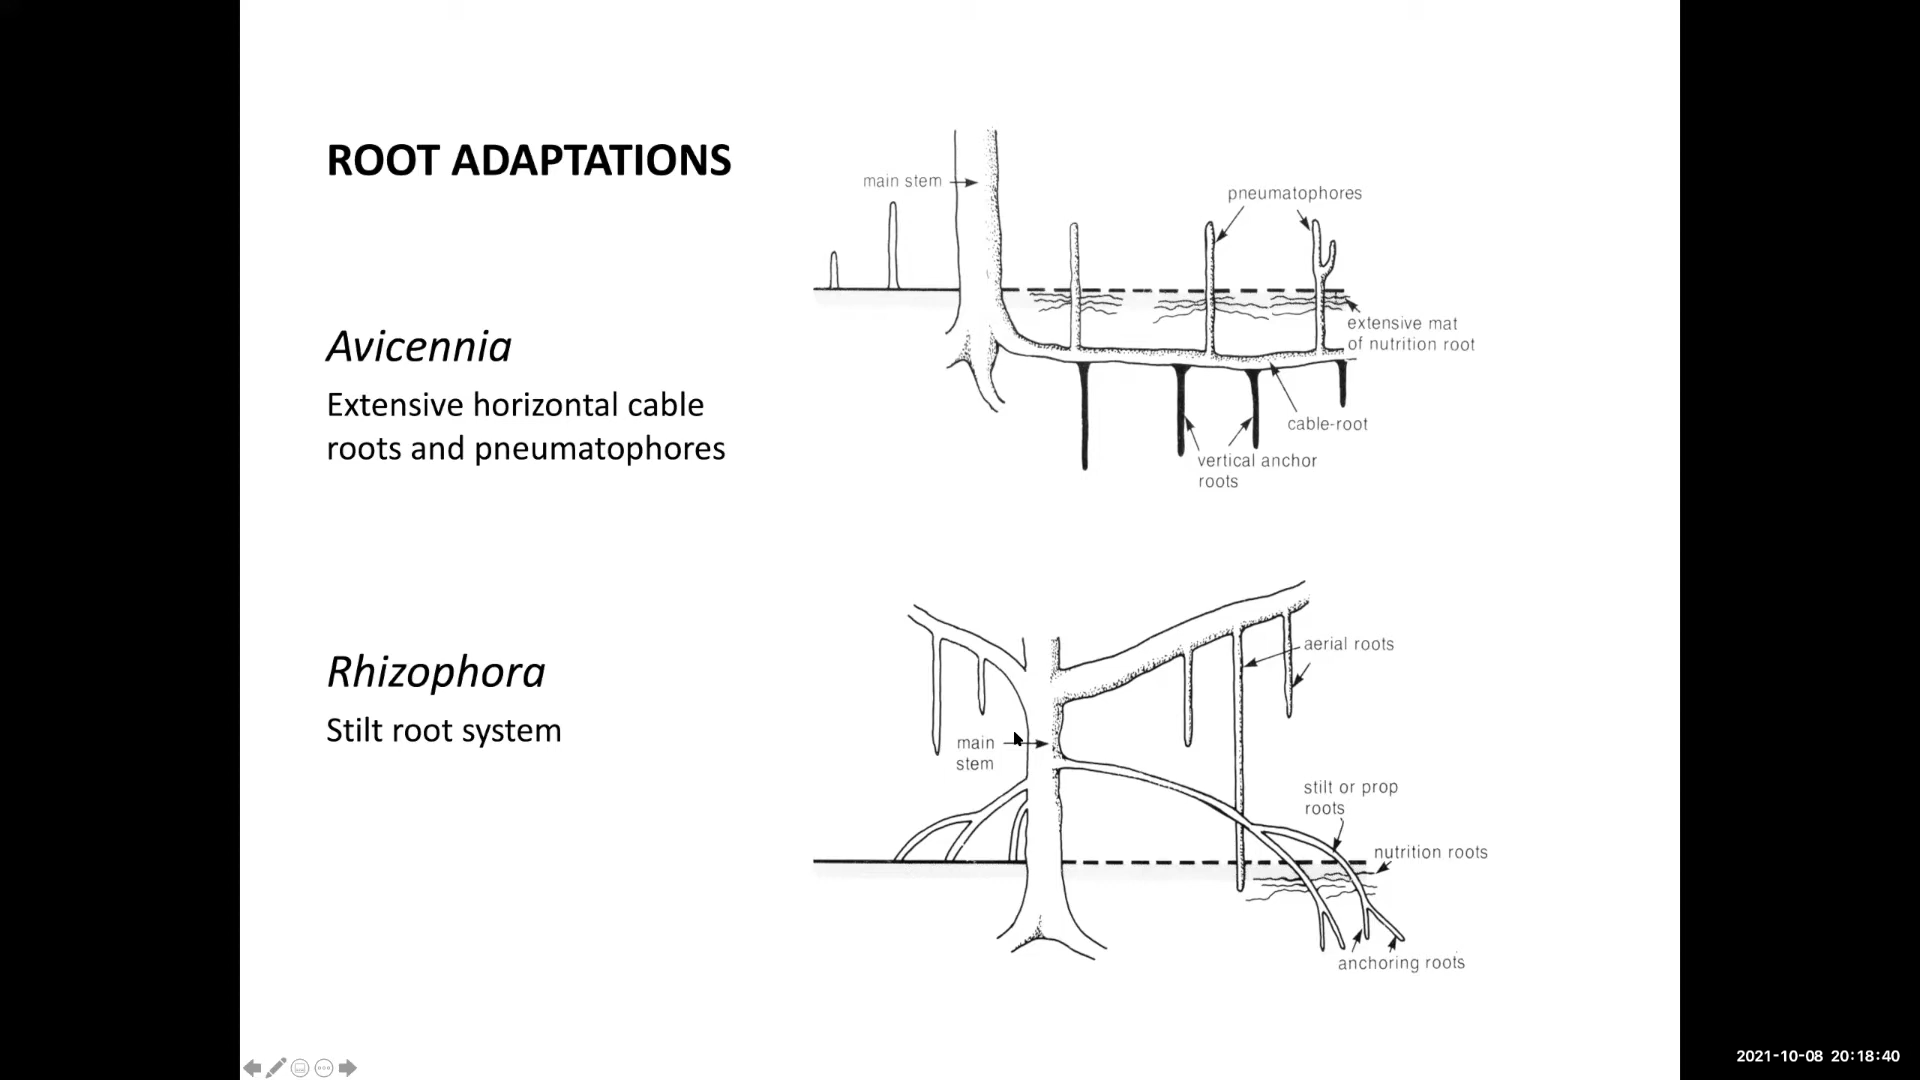 ROOT ADAPTATIONS
main stem
pneumatophores
extensive mat
of nutrition root
cable-root
vertical anchor
roots
Avicennia
Extensive horizontal cable
roots and pneumatophores
Rhizophora
Stilt root system
aerial roots
main
stem
stilt or prop
roots
nutrition roots
anchoring roots
2021-10-08 20:18:40